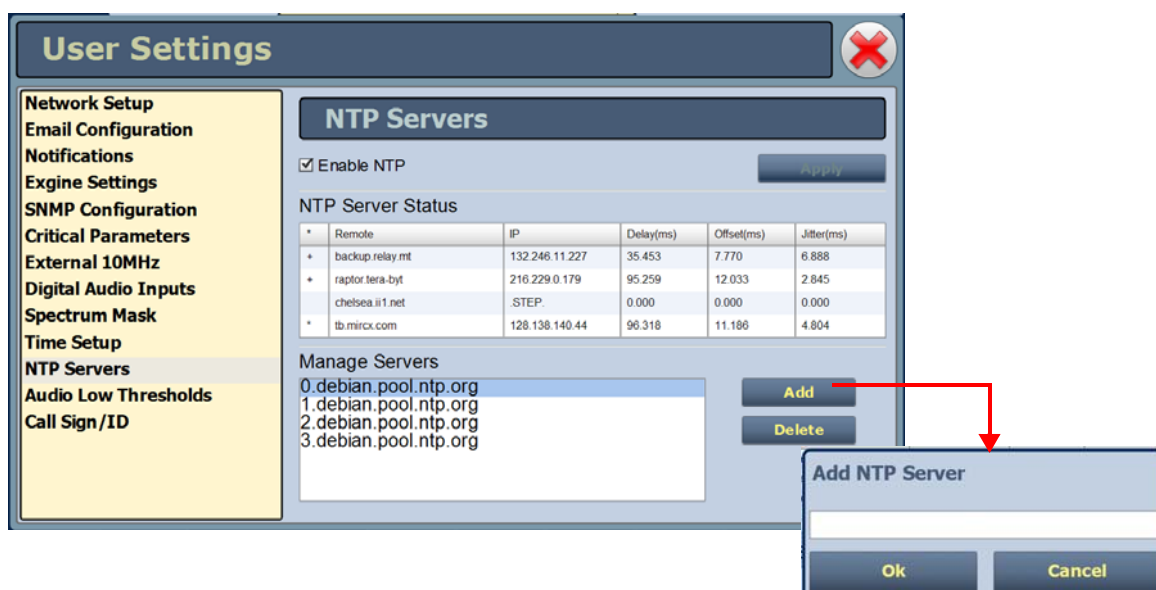 User Settings
Network Setup
Email Configuration
Notifications
Exgine Settings
SNMP Configuration
Critical Parameters
External 10MHz
Digital Audio Inputs
Spectrum Mask
Time Setup
NTP Servers
Audio Low Thresholds
Call Sign/ID
NTP Servers
Enable NTP
Apply
NTP Server Status
* Remote IP Delay(ms) Offset(ms) Jitter(ms)
+ backup.relay.mt 132.246.11.227 35.453 7.770 6.888
+ raptor.tera-byt 216.229.0.179 95.259 12.033 2.845
chelsea.ii1.net .STEP. 0.000 0.000 0.000
* tb.mircx.com 128.138.140.44 96.318 11.186 4.804
Manage Servers
0.debian.pool.ntp.org
1.debian.pool.ntp.org
2.debian.pool.ntp.org
3.debian.pool.ntp.org
Add
Delete
Add NTP Server
Ok Cancel